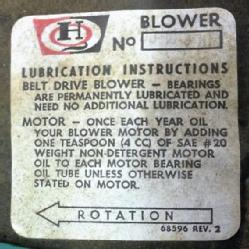 H
BLOWER
No
LUBRICATION INSTRUCTIONS
BELT DRIVE BLOWER — BEARINGS
ARE PERMANENTLY LUBRICATED AND
NEED NO ADDITIONAL LUBRICATION.
MOTOR — ONCE EACH YEAR OIL
YOUR BLOWER MOTOR BY ADDING
ONE TEASPOON (4 CC) OF SAE #20
WEIGHT NON-DETERGENT MOTOR
OIL TO EACH MOTOR BEARING
OIL TUBE UNLESS OTHERWISE
STATED ON MOTOR.
ROTATION
68596 REV. 2